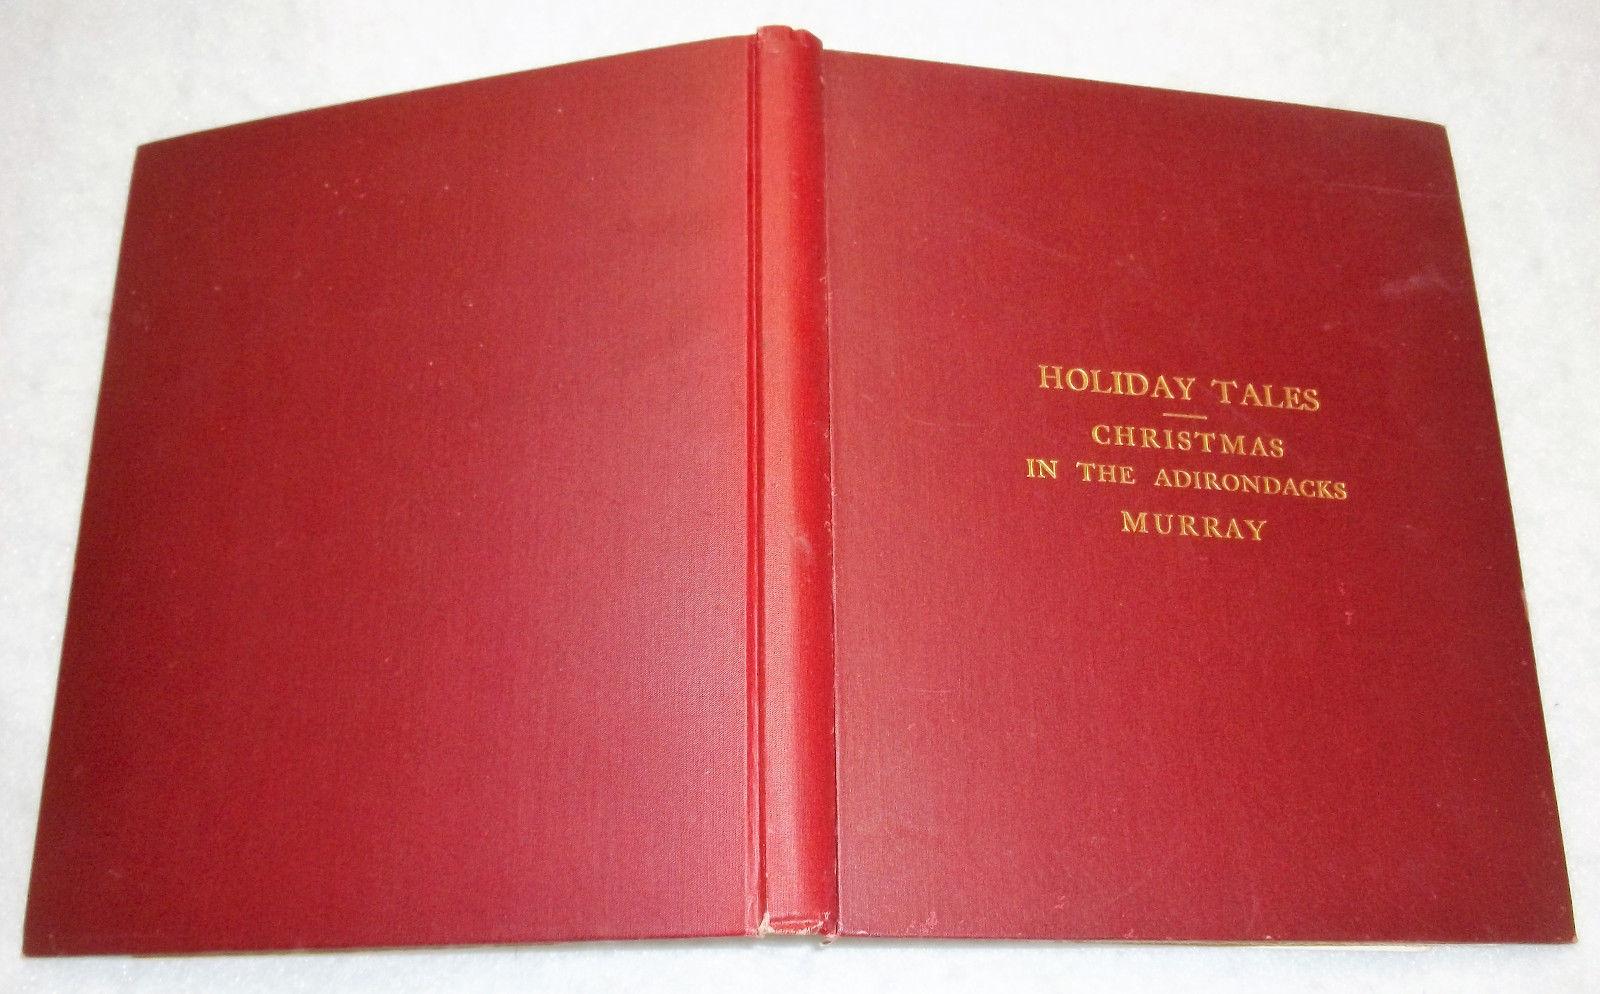 HOLIDAY TALES
CHRISTMAS
IN THE ADIRONDACKS
MURRAY